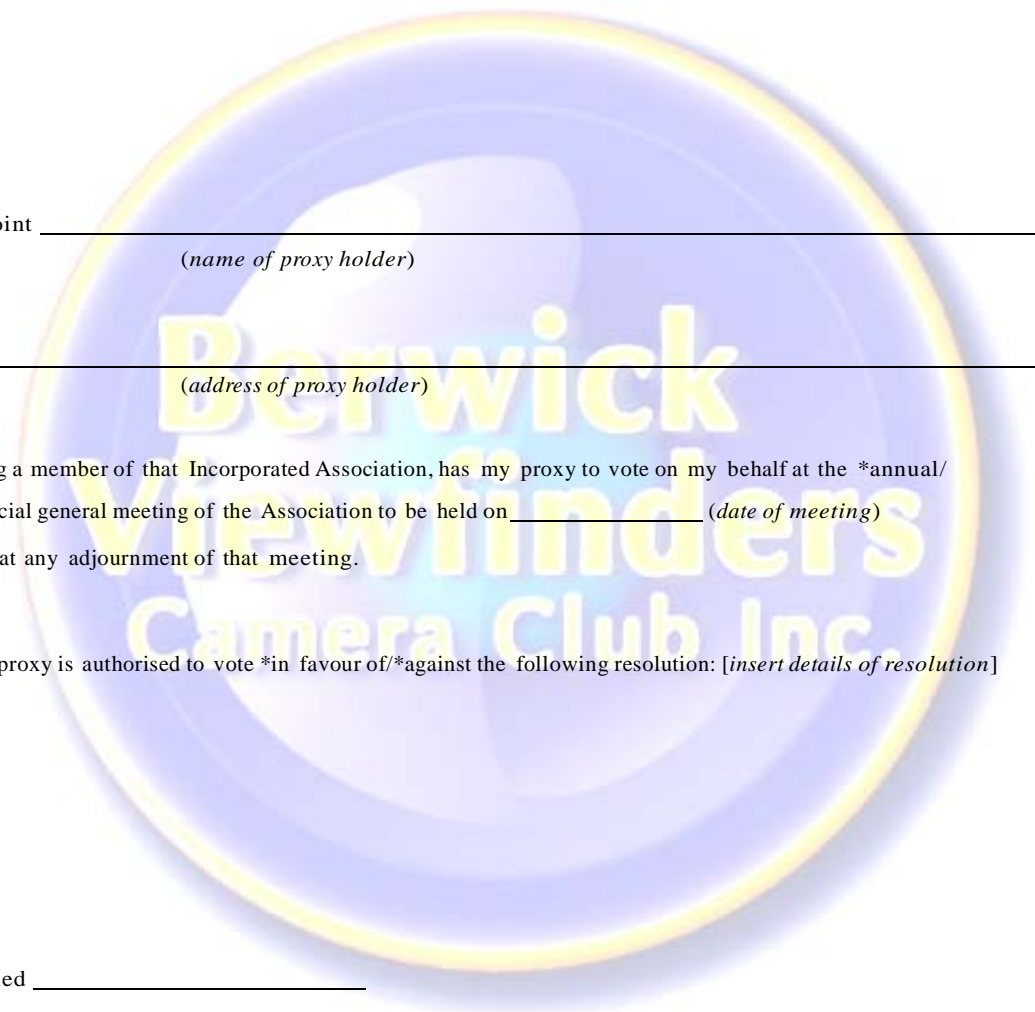 oint
(name of proxy holder)
(address of proxy holder)
g a member of that Incorporated Association, has my proxy to vote on my behalf at the *annual/
cial general meeting of the Association to be held on (date of meeting)
at any adjournment of that meeting.
proxy is authorised to vote *in favour of/*against the following resolution: [insert details of resolution]
ed
Berwick
Viewfinders
Camera Club Inc.